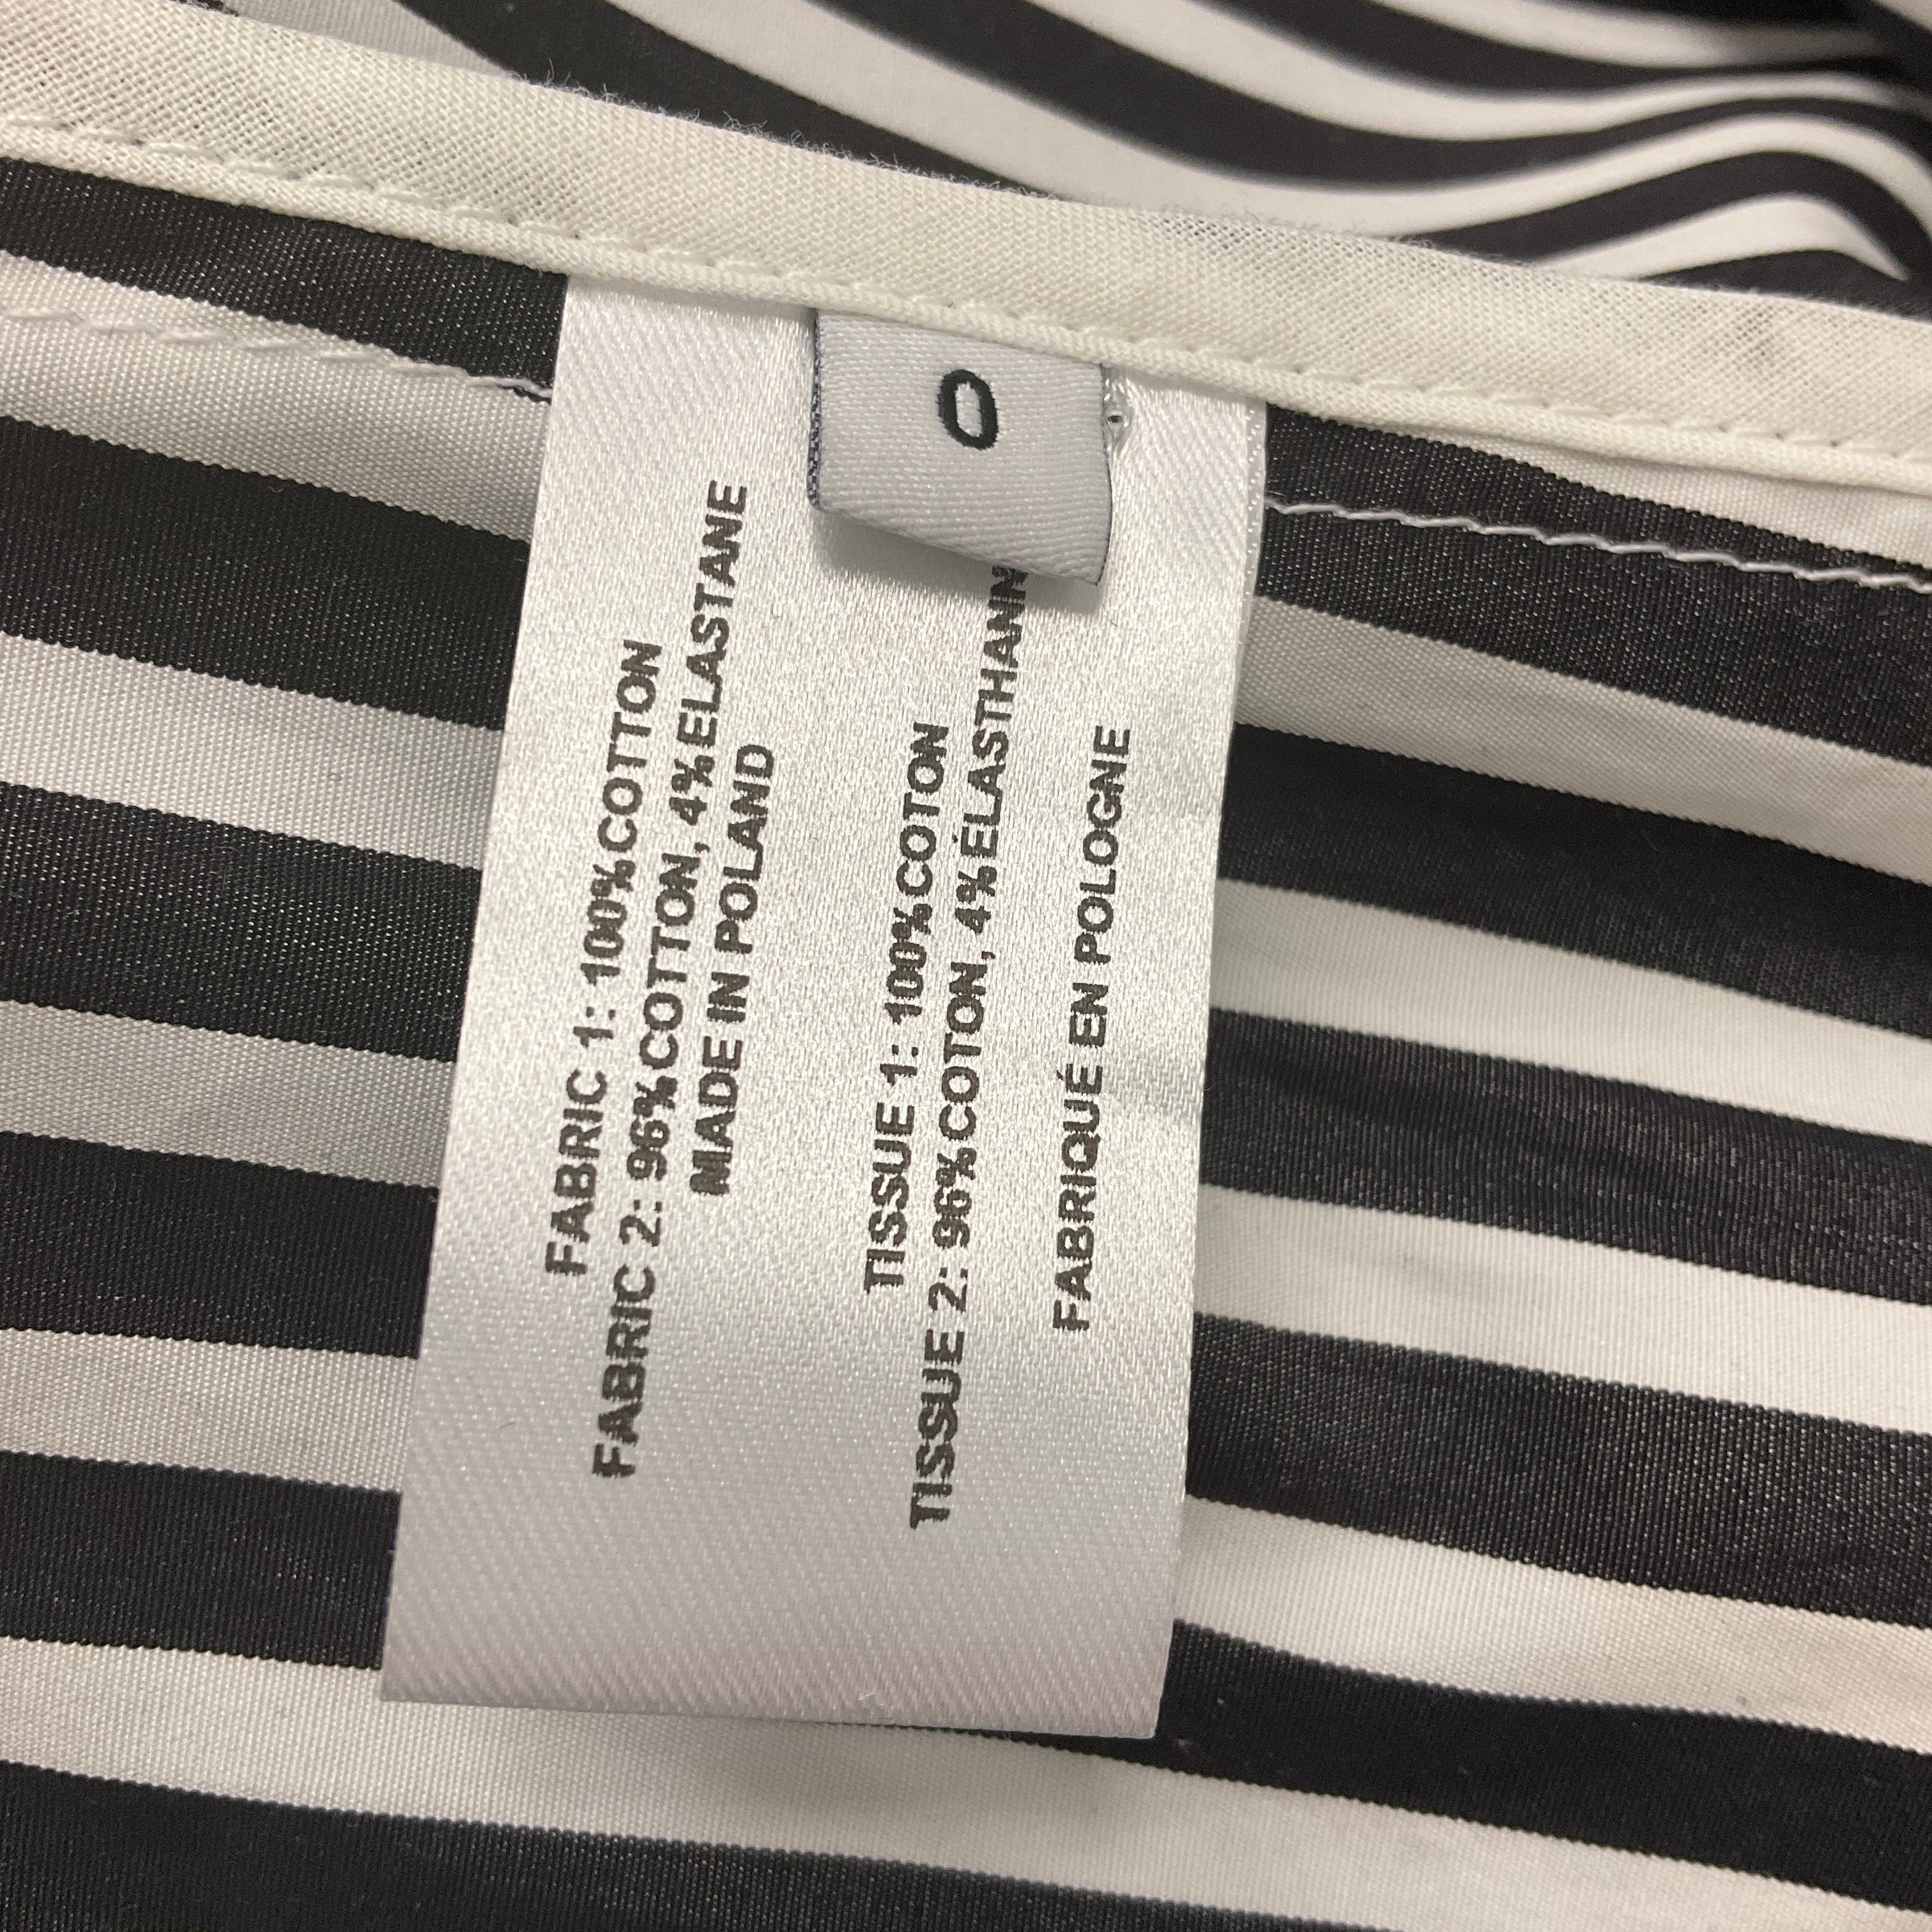 0
FABRIC 1: 100%COTTON
FABRIC 2: 96%COTTON, 4%ELASTANE
MADE IN POLAND
TISSUE 1: 100%COTON
TISSUE 2: 96%COTON, 4%ÉLASTHANN
FABRIQUÉ EN POLOGNE